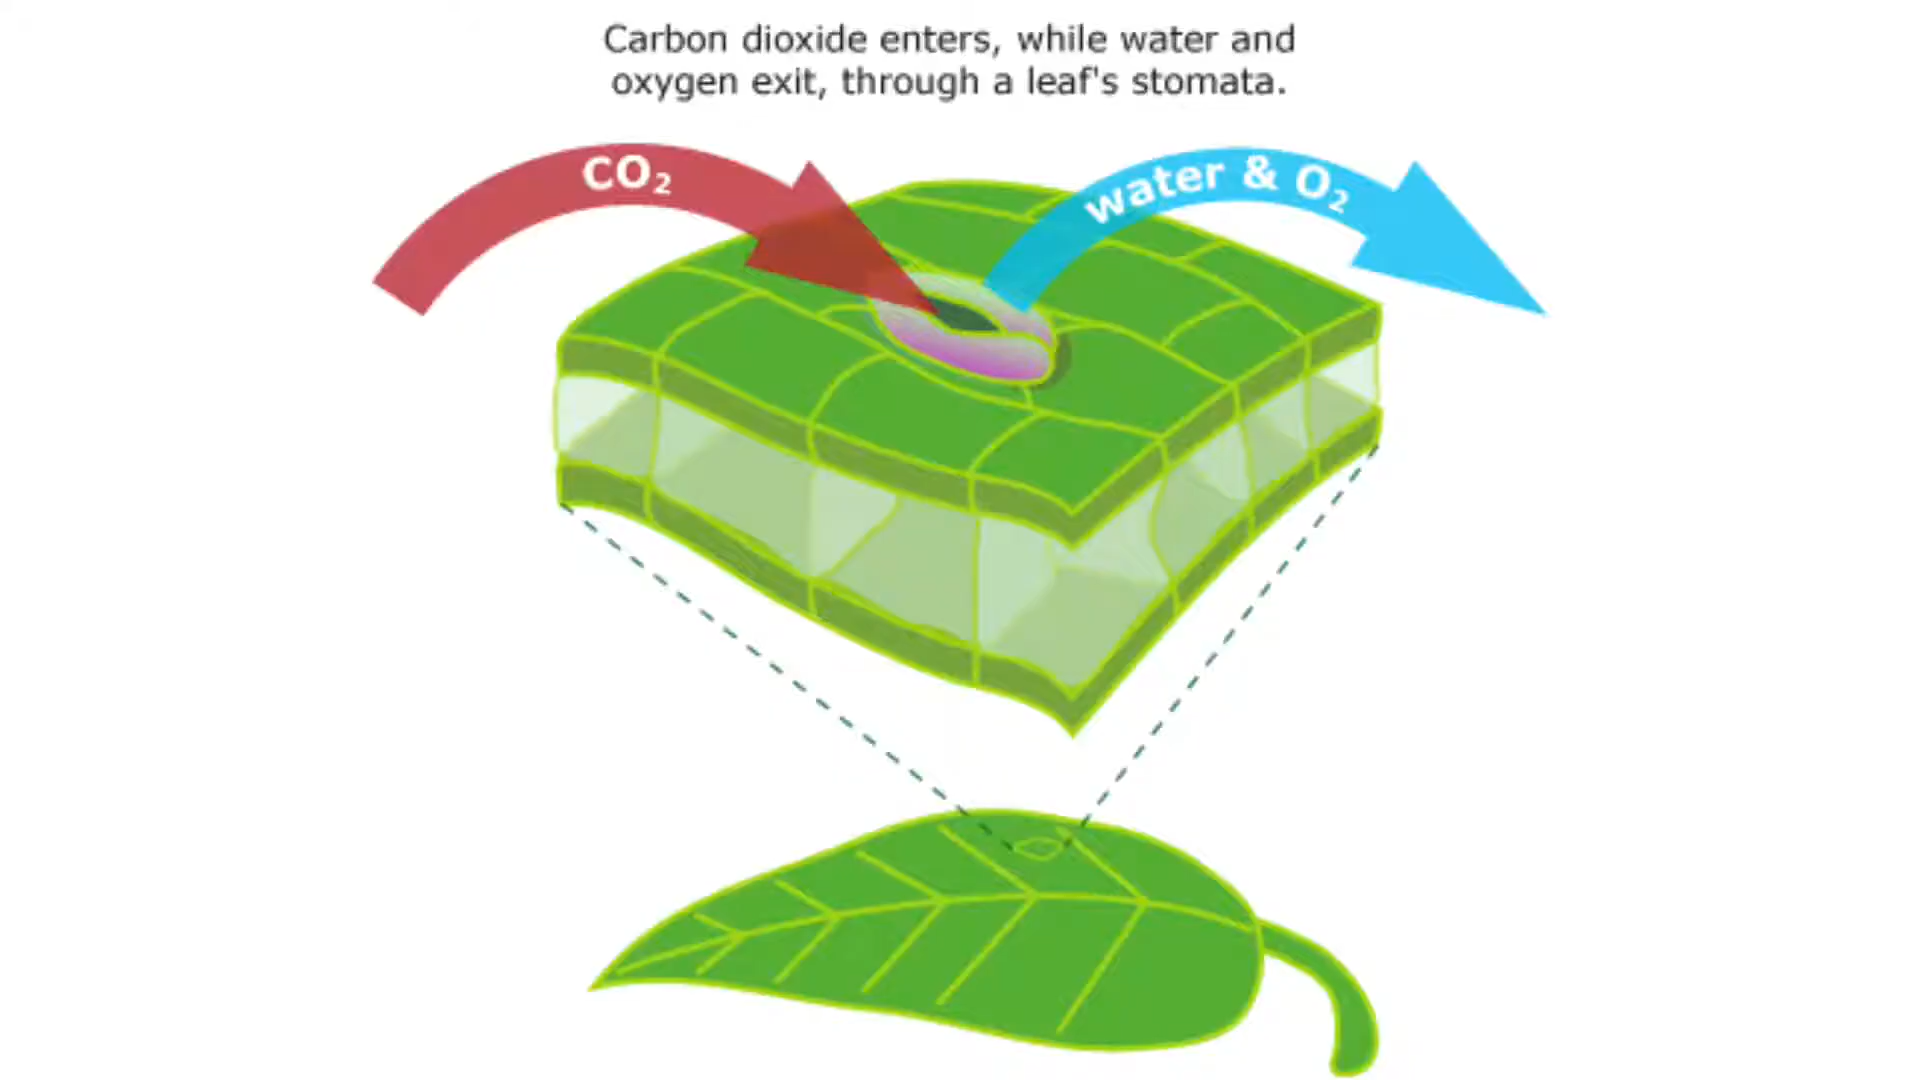 Carbon dioxide enters, while water and
oxygen exit, through a leaf's stomata.
CO₂
water & O₂